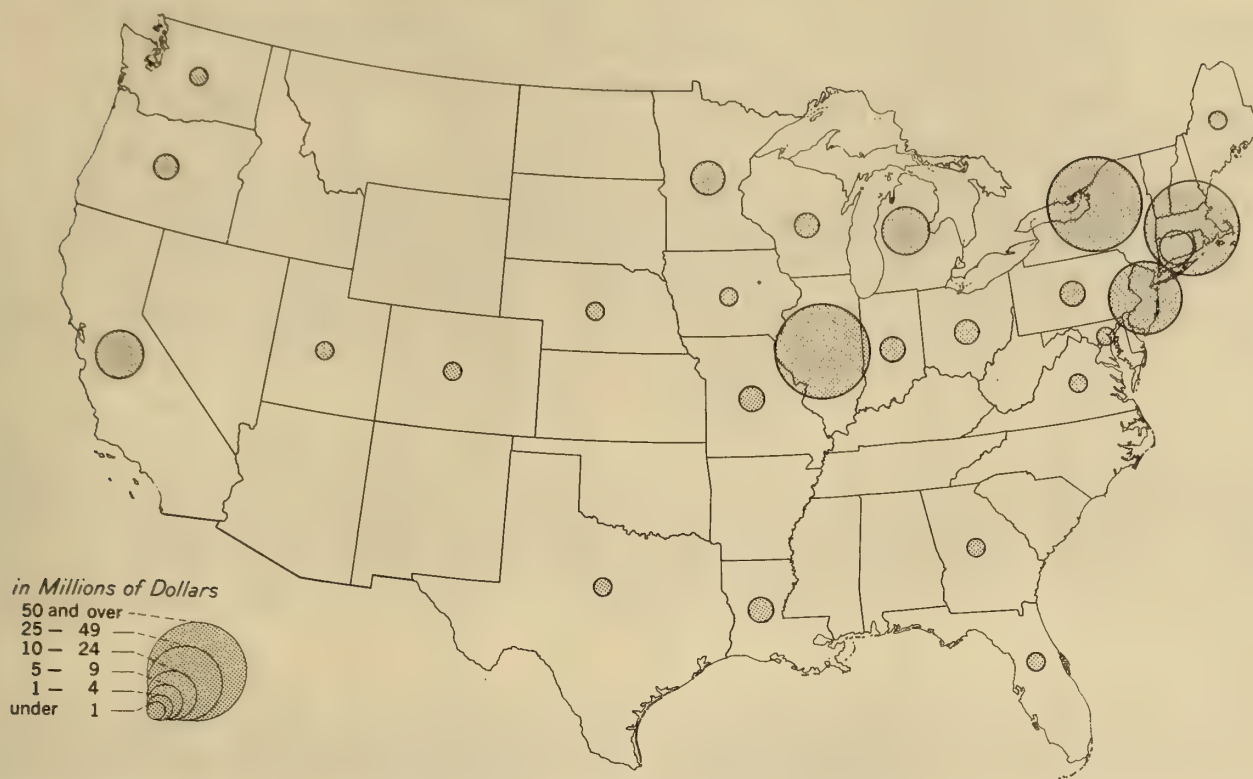 in Millions of Dollars
50 and over
25 – 49
10 – 24
5 – 9
1 – 4
under 1